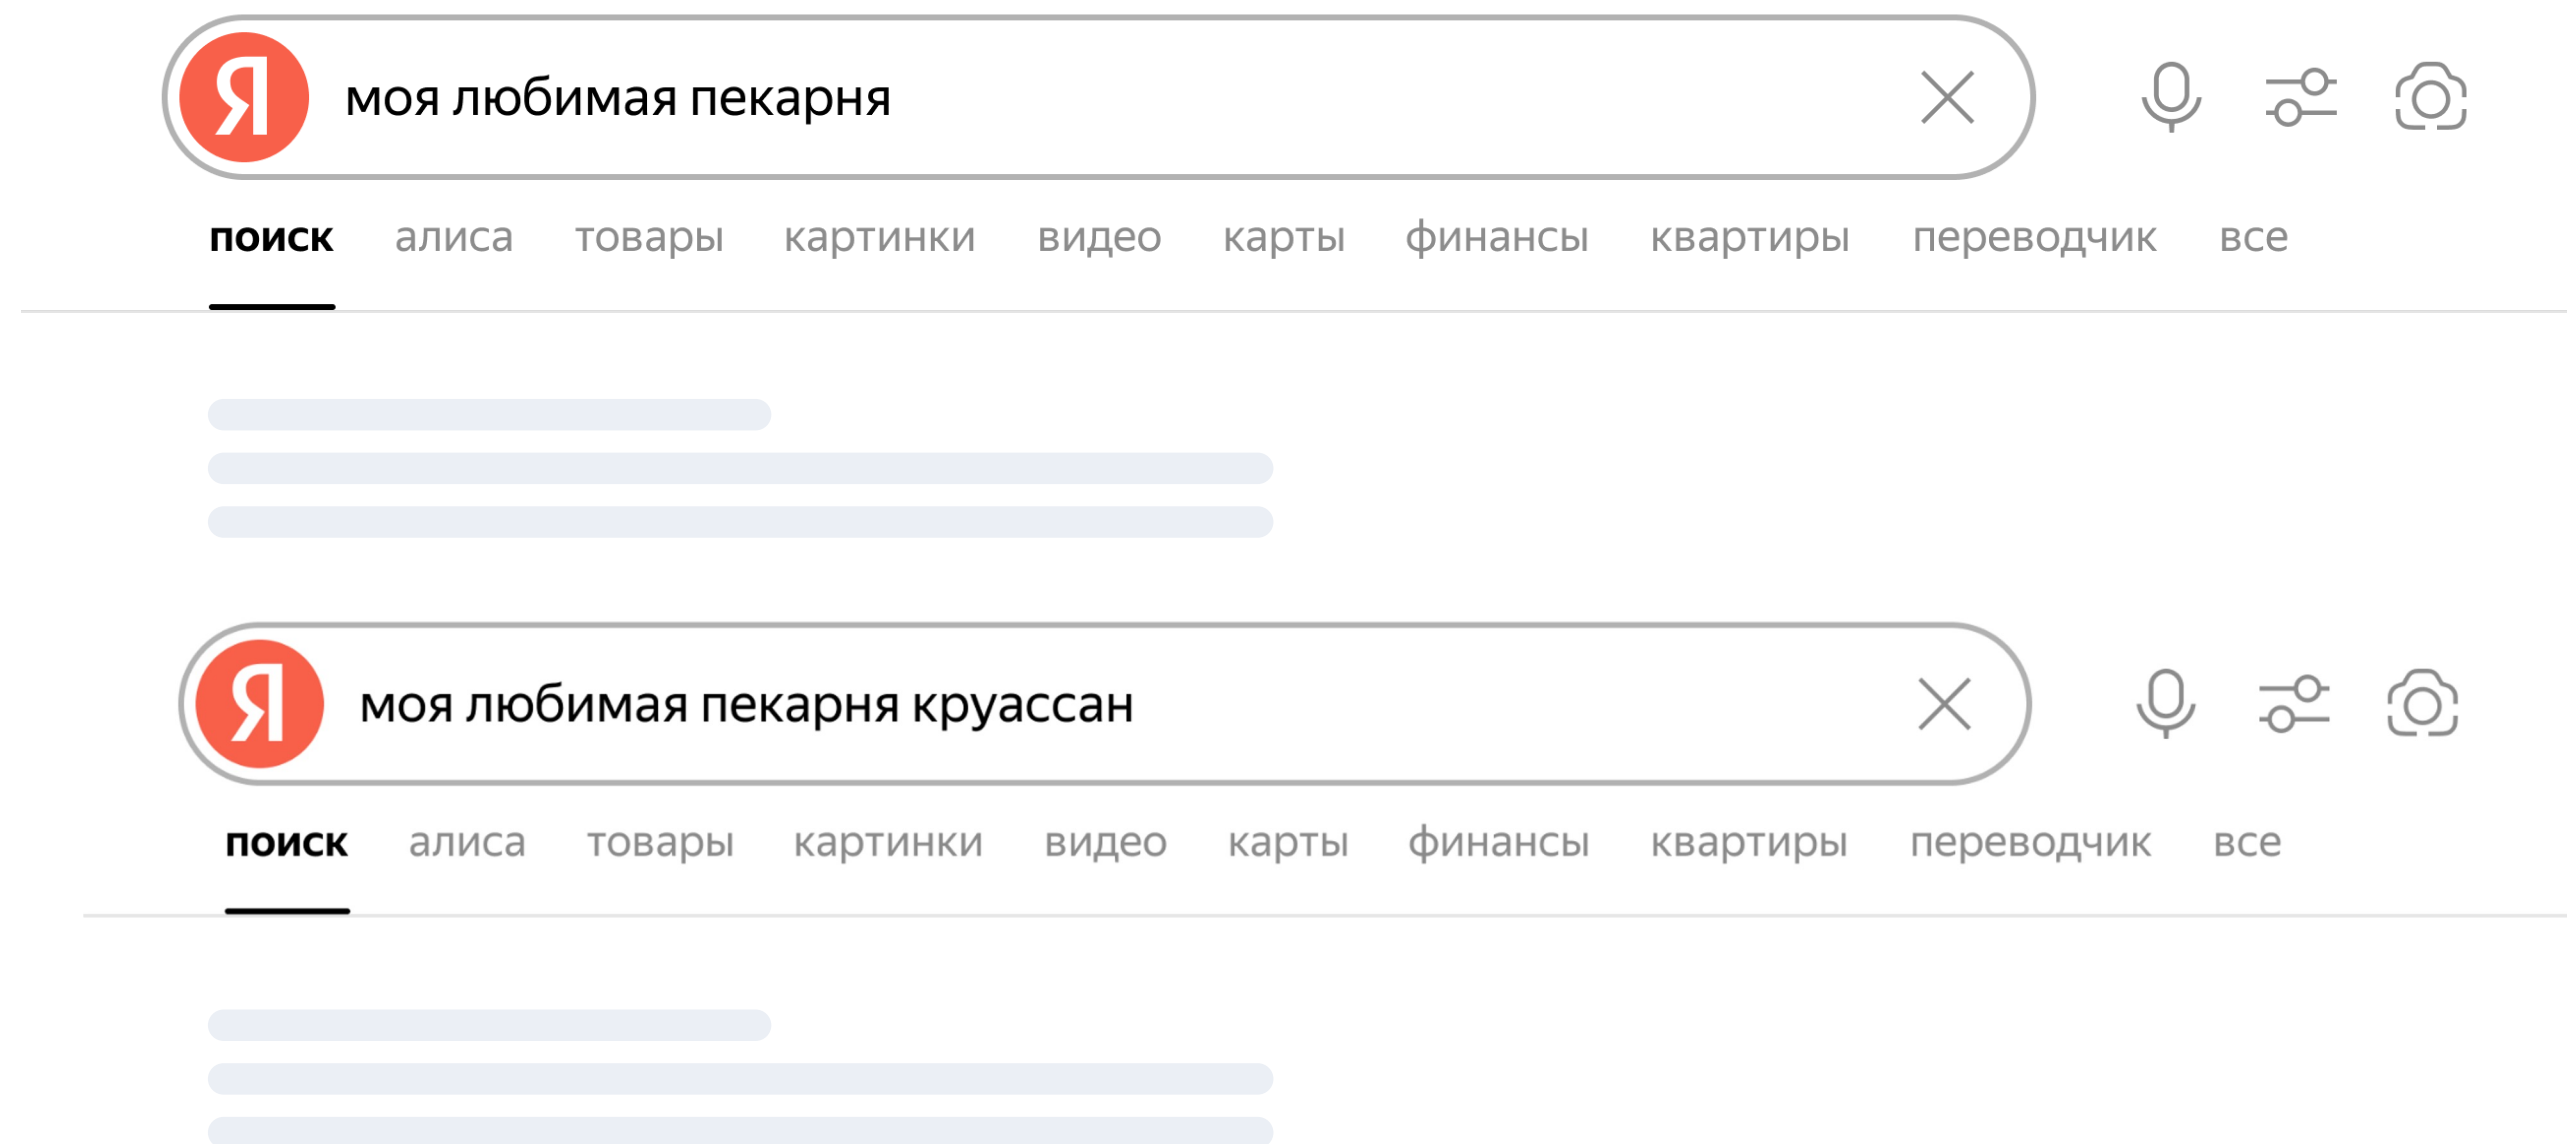 Я моя любимая пекарня
поиск алиса товары картинки видео карты финансы квартиры переводчик все
Я моя любимая пекарня круассан
поиск алиса товары картинки видео карты финансы квартиры переводчик все